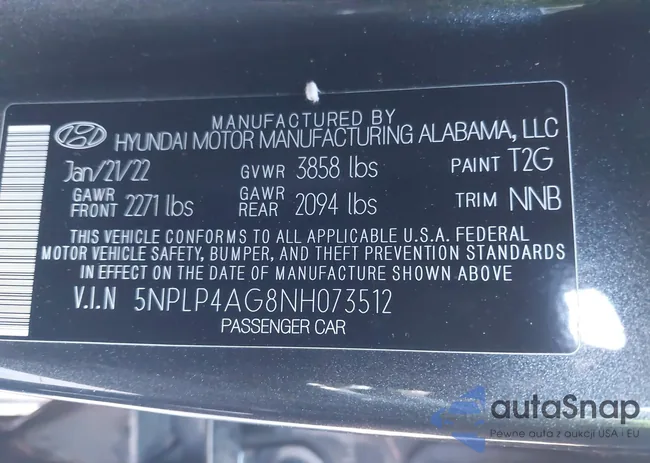 MANUFACTURED BY
HYUNDAI MOTOR MANUFACTURING ALABAMA, LLC
Jan/21/22 GVWR 3858 lbs PAINT T2G
GAWR FRONT 2271 lbs GAWR REAR 2094 lbs TRIM NNB
THIS VEHICLE CONFORMS TO ALL APPLICABLE U.S.A. FEDERAL
MOTOR VEHICLE SAFETY, BUMPER, AND THEFT PREVENTION STANDARDS
IN EFFECT ON THE DATE OF MANUFACTURE SHOWN ABOVE
V.I.N 5NPLP4AG8NH073512
PASSENGER CAR
autaSnap
Pewne auta z aukcji USA i EU